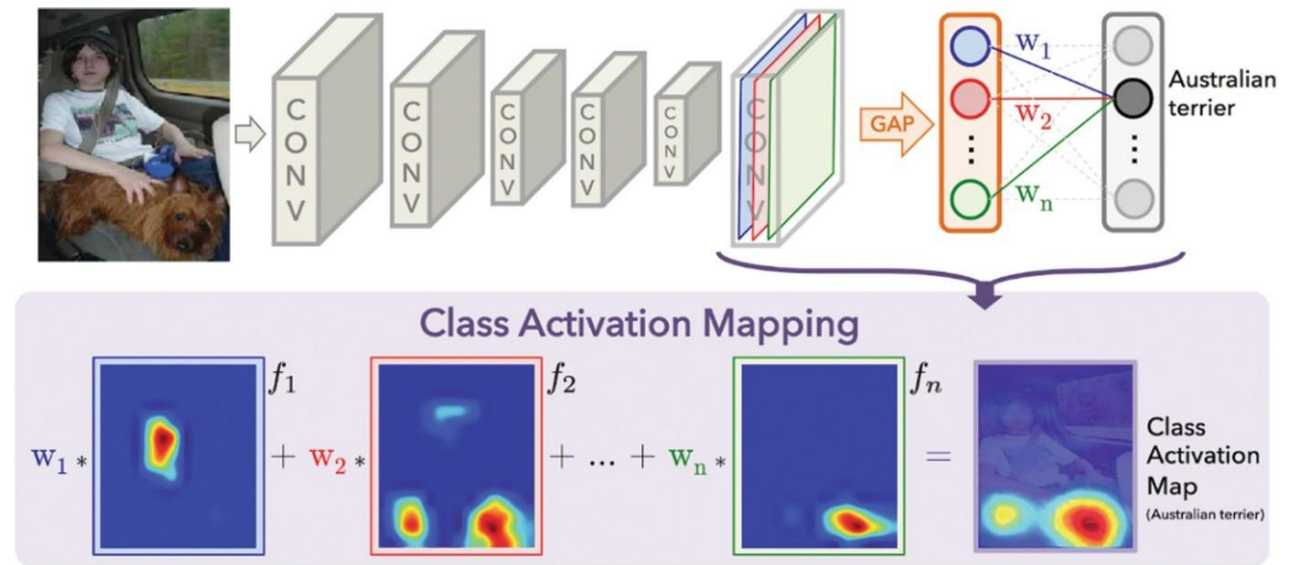 CONV
CONV
CONV
CONV
CONV
CONV
GAP
w1
w2
⋮
wn
⋮
Australian
terrier
Class Activation Mapping
w1 * f1 + w2 * f2 + ... + wn * fn =
Class
Activation
Map
(Australian terrier)